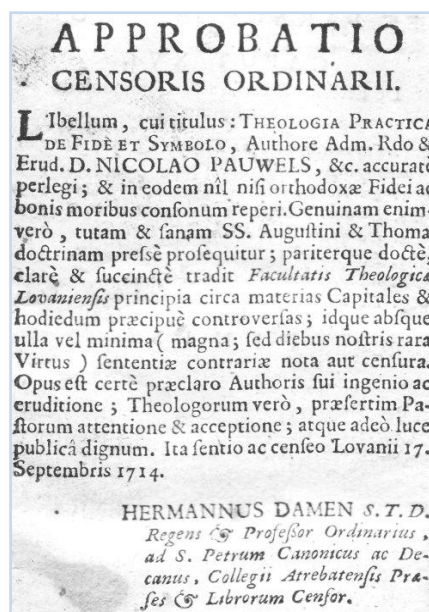 APPROBATIO
CENSORIS ORDINARII.
LIbellum, cui titulus: THEOLOGIA PRACTICA
DE FIDE ET SYMBOLO, Authore Adm. Rdo &
Erud. D. NICOLAO PAUWELS, &c. accuratè
perlegi; & in eodem nîl nisi orthodoxæ Fidei ac
bonis moribus consonum reperi. Genuinam enim-
verò, tutam & sanam SS. Augustini & Thomæ
doctrinam pressè prosequitur; pariterque doctè,
clarè & succinctè tradit Facultatis Theologicæ
Lovaniensis principia circa materias Capitales &
hodiedum præcipuè controversas; idque absque
ulla vel minima ( magna; sed diebus nostris rara
Virtus ) sententiæ contrariæ nota aut censura.
Opus est certè præclaro Authoris sui ingenio ac
eruditione; Theologorum verò, præsertim Pa-
storum attentione & acceptione; atque adeò luce
publicâ dignum. Ita sentio ac censeo Lovanii 17.
Septembris 1714.
HERMANNUS DAMEN S. T. D.
Regens & Professor Ordinarius,
ad S. Petrum Canonicus ac De-
canus, Collegii Atrebatensis Præ-
ses & Librorum Censor.